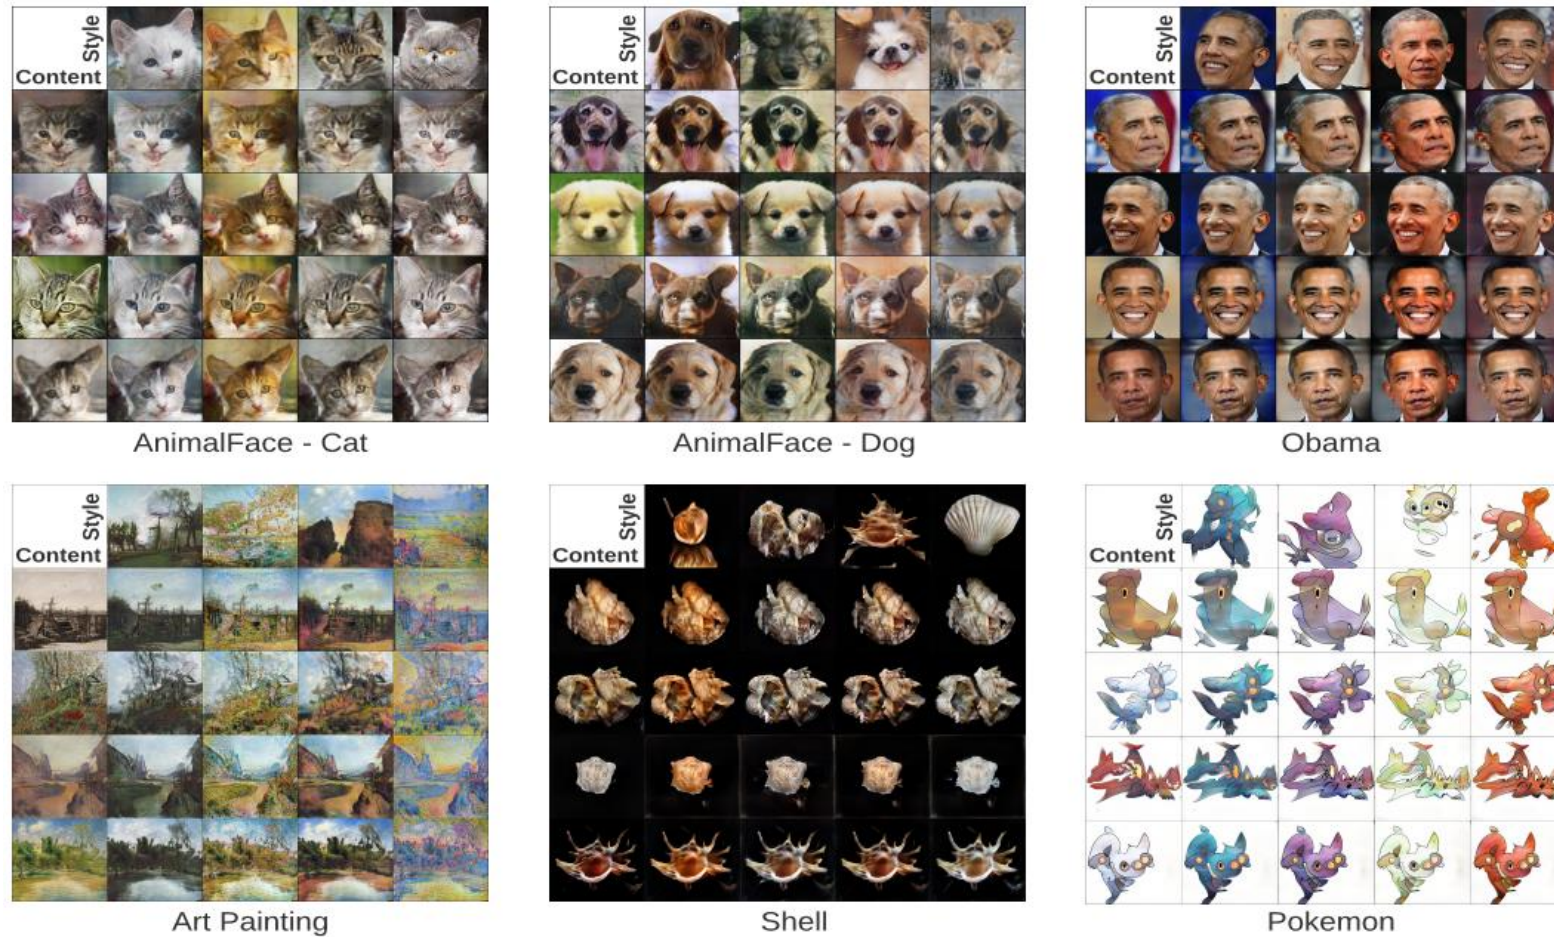 Style
Content
Style
Content
Style
Content
AnimalFace - Cat
AnimalFace - Dog
Obama
Style
Content
Style
Content
Style
Content
Art Painting
Shell
Pokemon